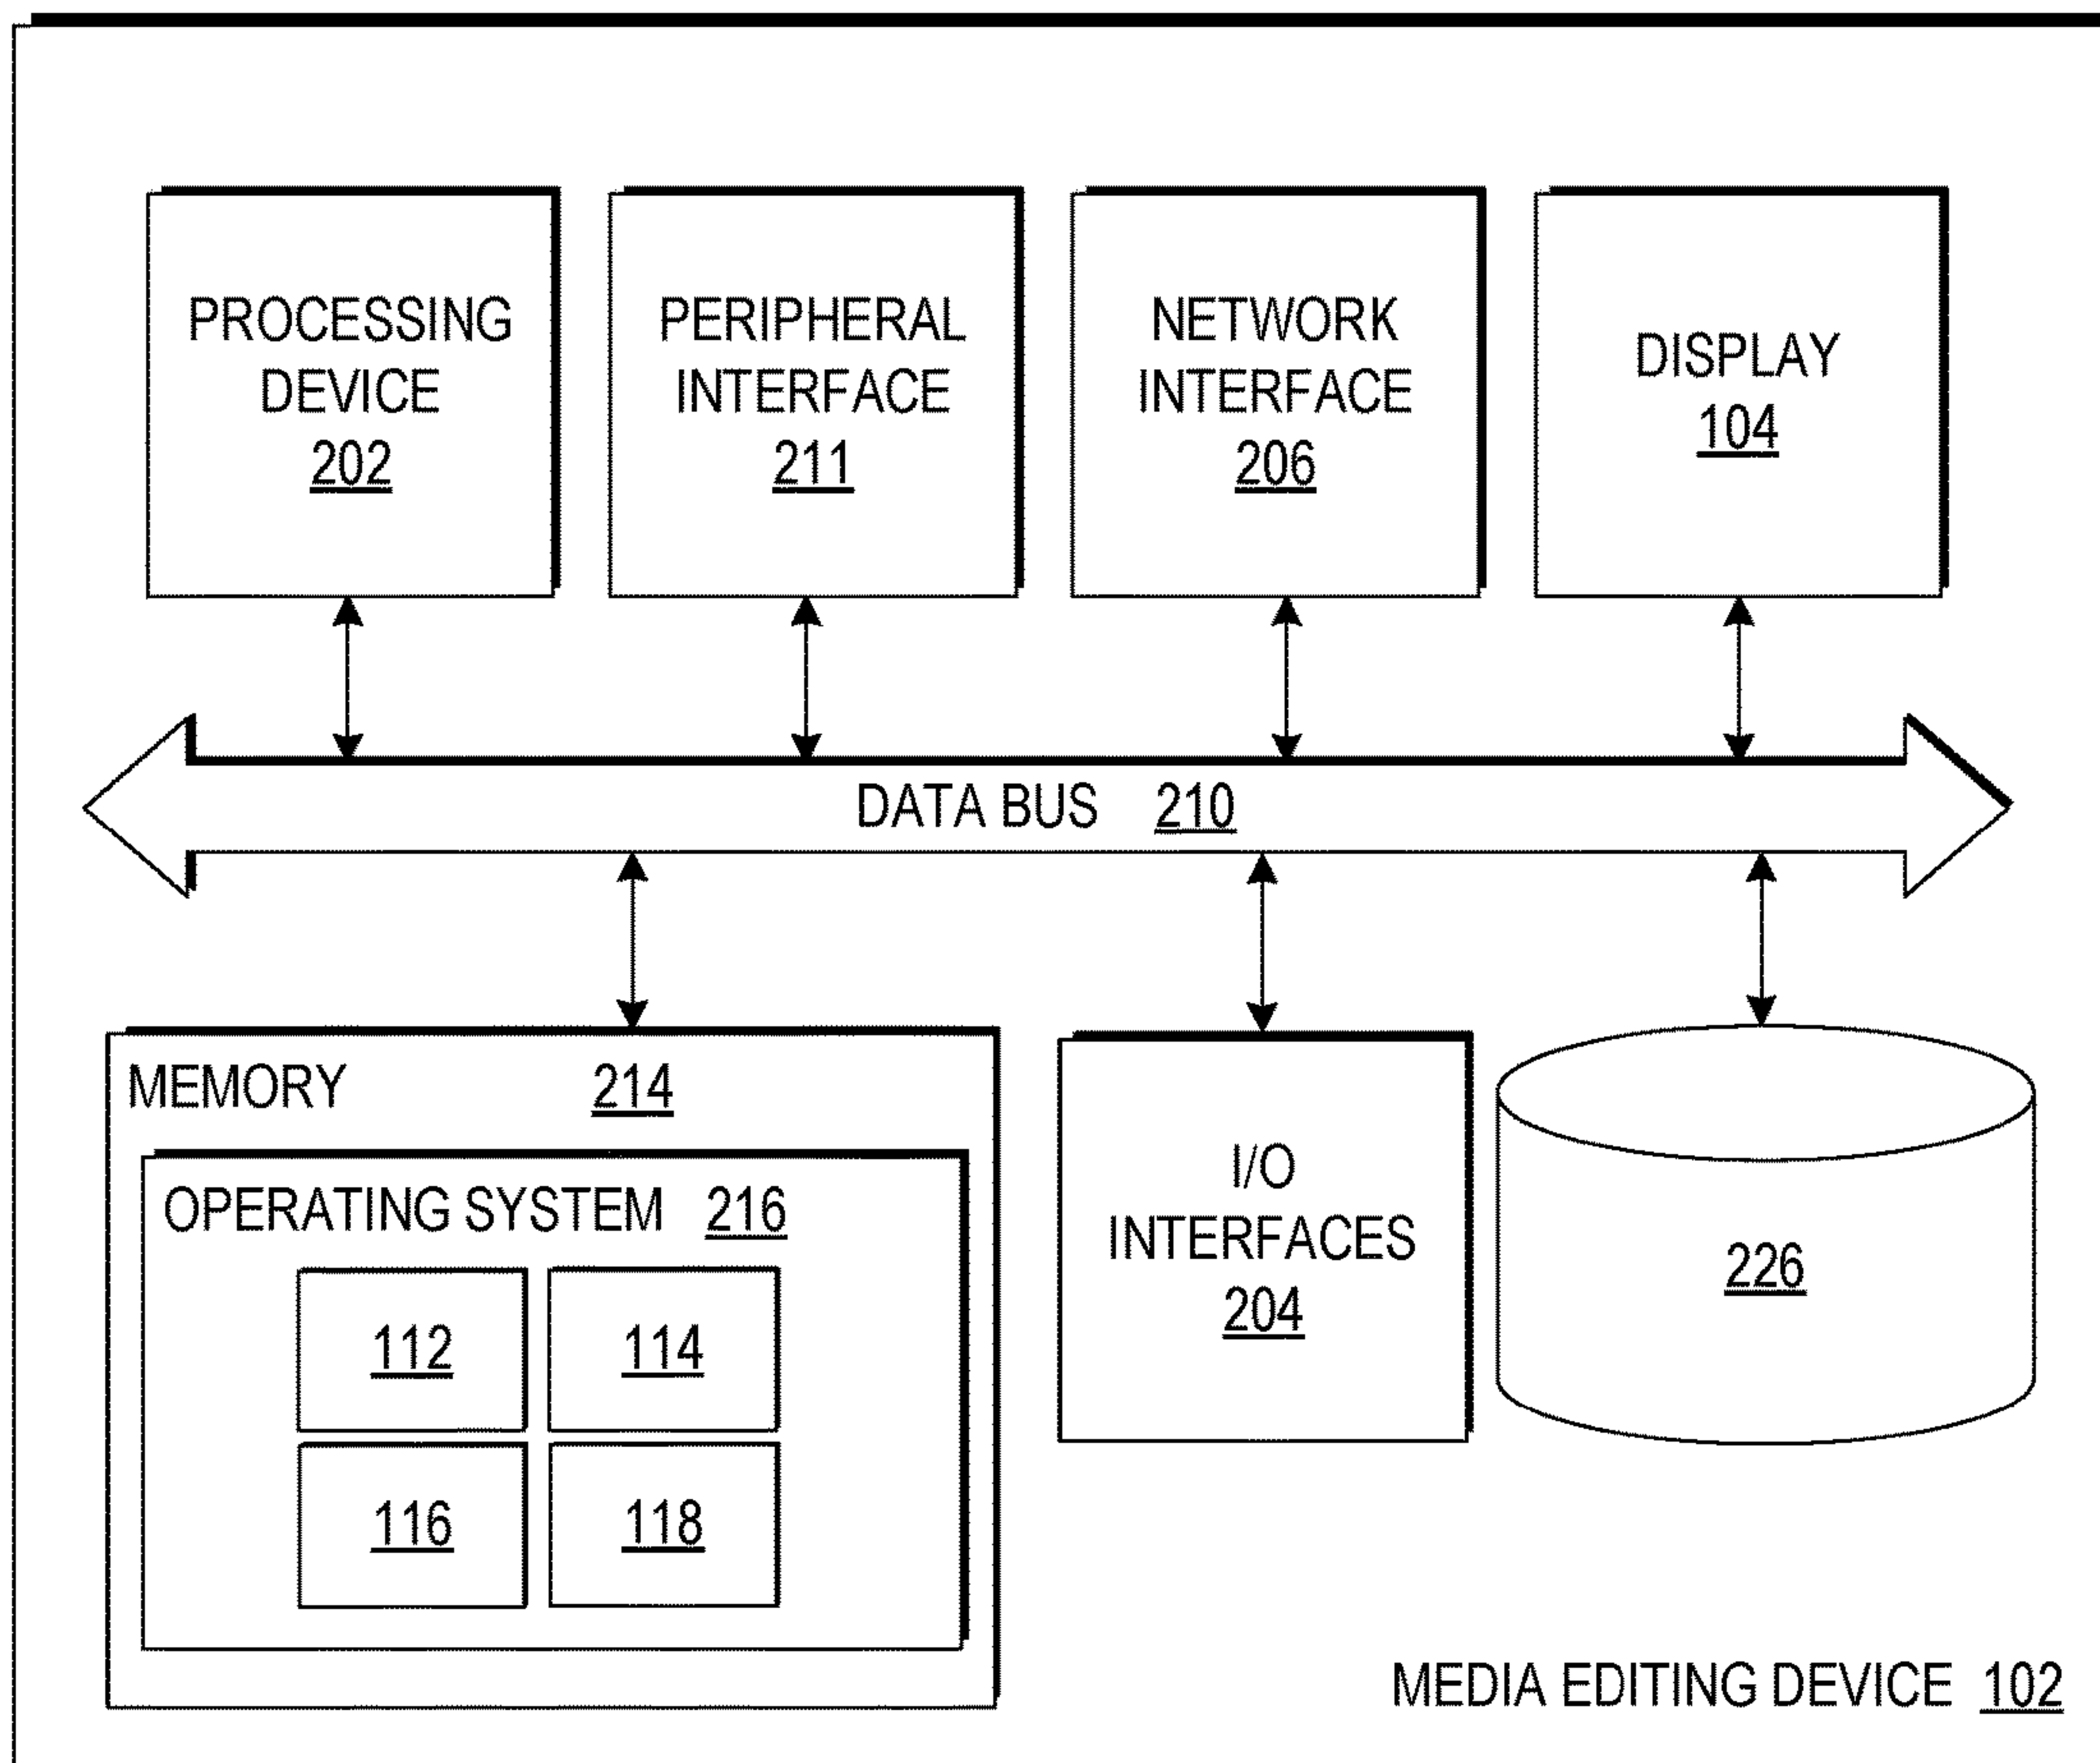 PROCESSING
DEVICE
202
PERIPHERAL
INTERFACE
211
NETWORK
INTERFACE
206
DISPLAY
104
DATA BUS 210
MEMORY 214
OPERATING SYSTEM 216
112
114
116
118
I/O
INTERFACES
204
226
MEDIA EDITING DEVICE 102